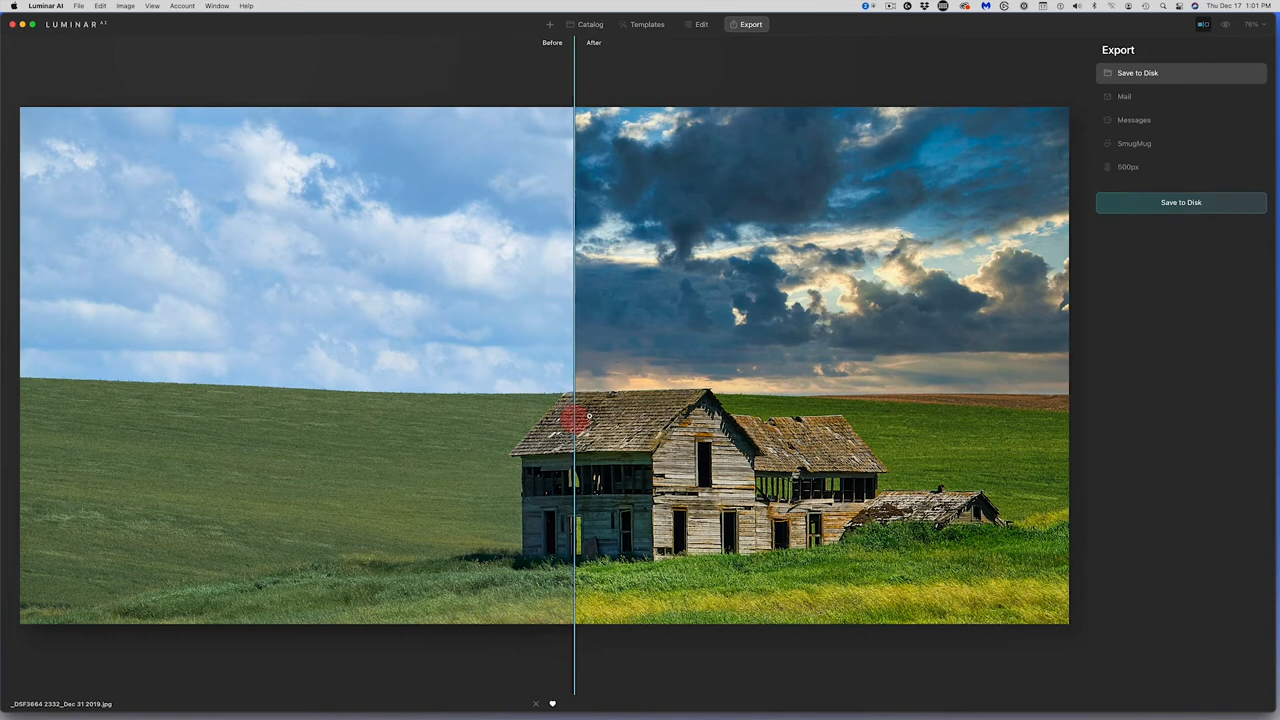 Luminar AI File Edit Image View Account Window Help Thu Dec 17 1:01 PM
LUMINAR AI
Catalog Templates Edit Export 76%
Before After
Export
Save to Disk
Mail
Messages
SmugMug
500px
Save to Disk
_DSF3664 2332_Dec 31 2019.jpg